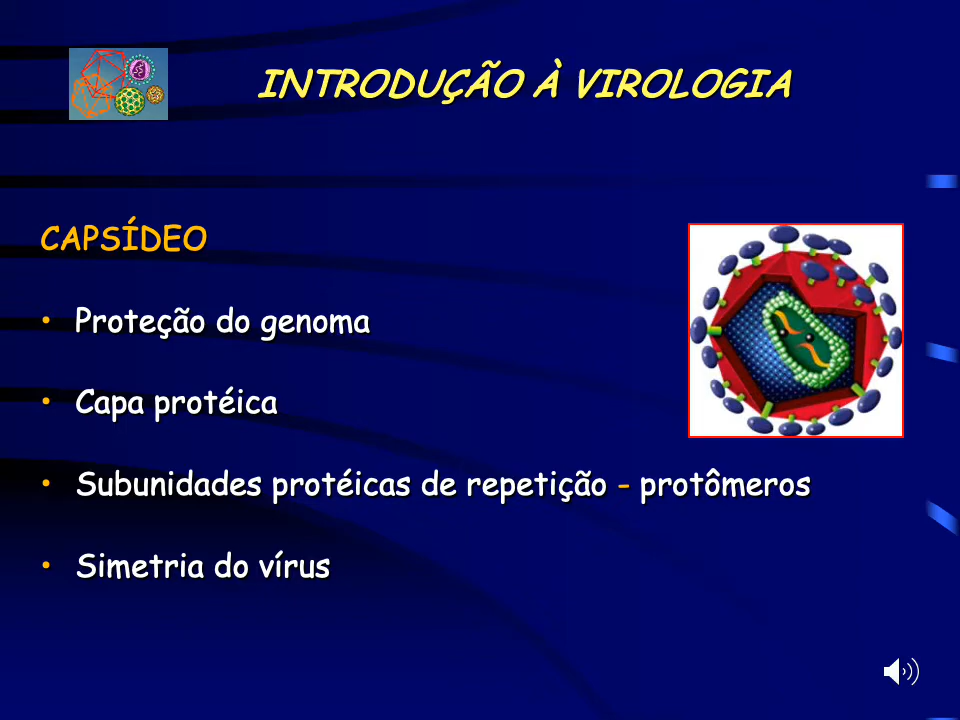 INTRODUÇÃO À VIROLOGIA
CAPSÍDEO
• Proteção do genoma
• Capa protéica
• Subunidades protéicas de repetição - protômeros
• Simetria do vírus